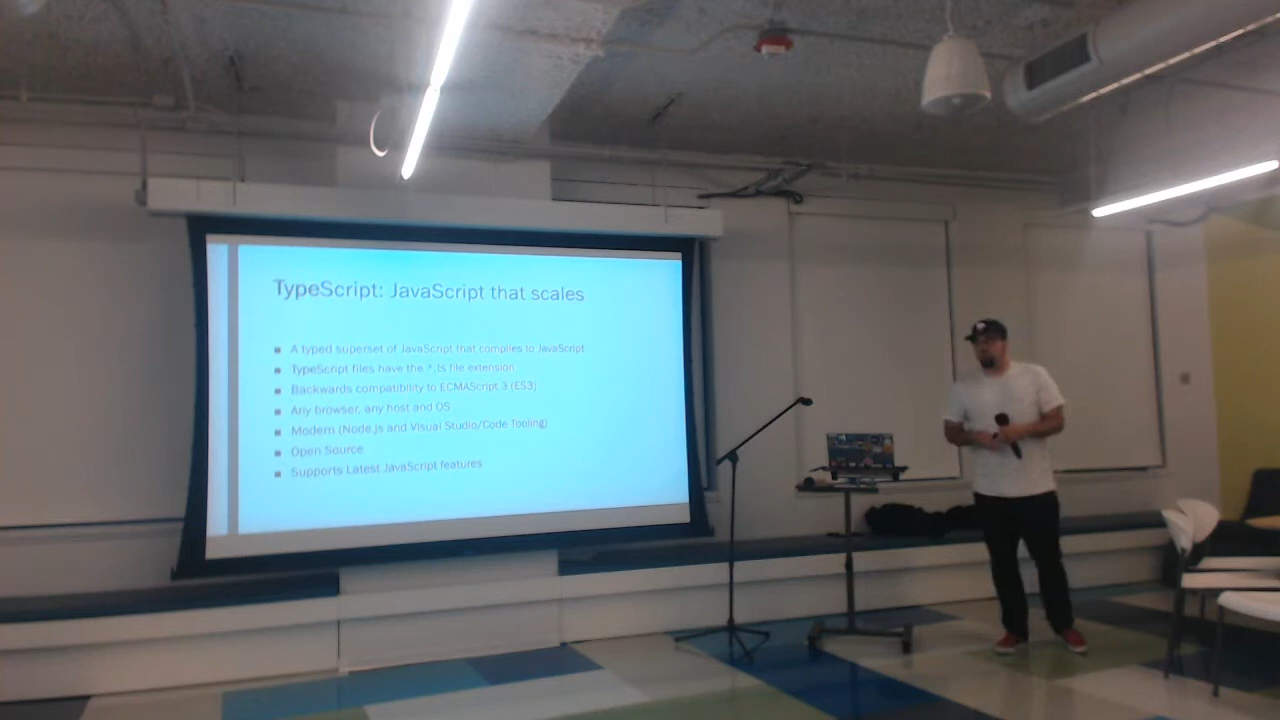 TypeScript: JavaScript that scales
A typed superset of JavaScript that compiles to JavaScript
TypeScript files have the *.ts file extension
Backwards compatibility to ECMAScript 3 (ES3)
Any browser, any host and OS
Modern (Node.js and Visual Studio/Code Tooling)
Open Source
Supports Latest JavaScript features